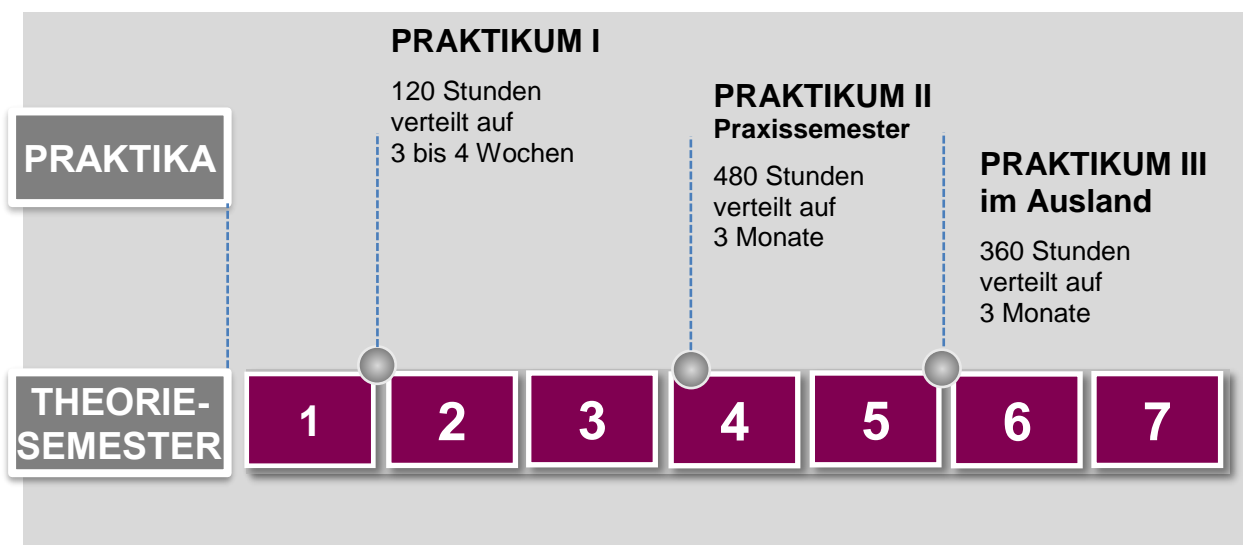 PRAKTIKUM I
120 Stunden
verteilt auf
3 bis 4 Wochen
PRAKTIKUM II
Praxissemester
480 Stunden
verteilt auf
3 Monate
PRAKTIKUM III
im Ausland
360 Stunden
verteilt auf
3 Monate
PRAKTIKA
THEORIE-
SEMESTER
1 2 3 4 5 6 7